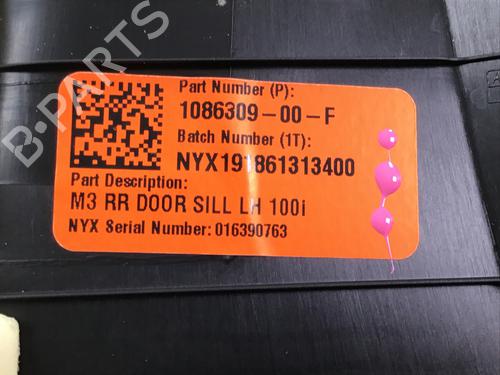 Part Number (P):
1086309-00-F
Batch Number (1T):
NYX191861313400
Part Description:
M3 RR DOOR SILL LH 100i
NYX Serial Number: 016390763
B-PARTS